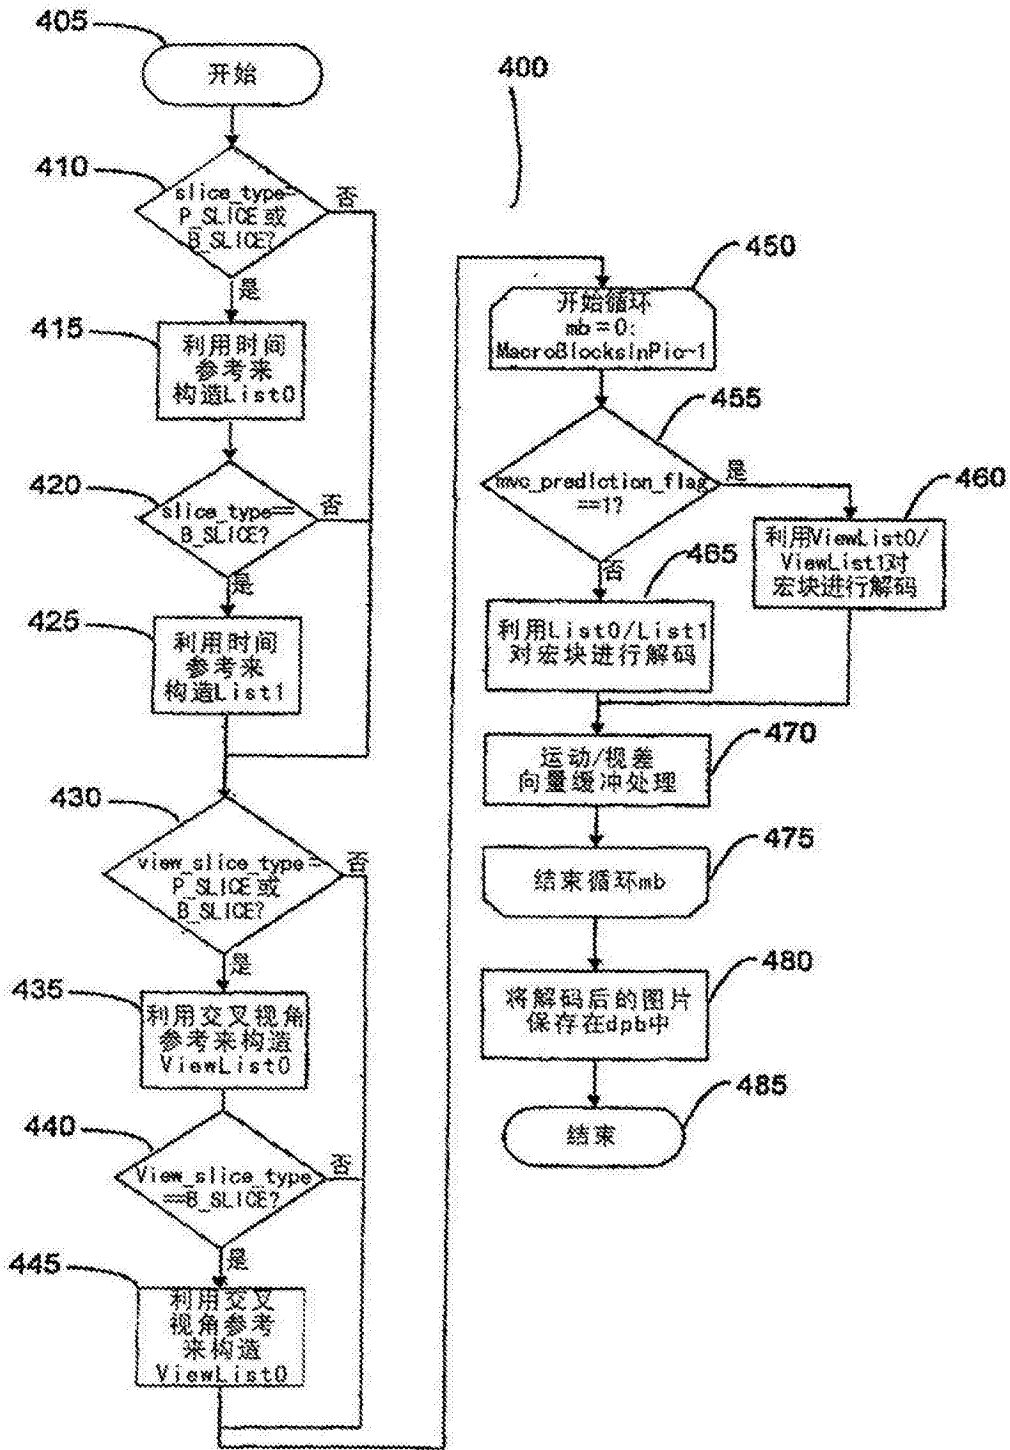 405
开始
410
slice_type=
P_SLICE或
B_SLICE?
否
是
415
利用时间
参考来
构造List0
420
slice_type==
B_SLICE?
否
是
425
利用时间
参考来
构造List1
430
view_slice_type=
P_SLICE或
B_SLICE?
否
是
435
利用交叉视角
参考来构造
ViewList0
440
View_slice_type
==B_SLICE?
否
是
445
利用交叉
视角参考
来构造
ViewList0
400
450
开始循环
mb=0:
MacroBlocksInPic-1
455
mvc_prediction_flag
==1?
是
否
460
利用ViewList0/
ViewList1对
宏块进行解码
465
利用List0/List1
对宏块进行解码
470
运动/视差
向量缓冲处理
475
结束循环mb
480
将解码后的图片
保存在dpb中
485
结束